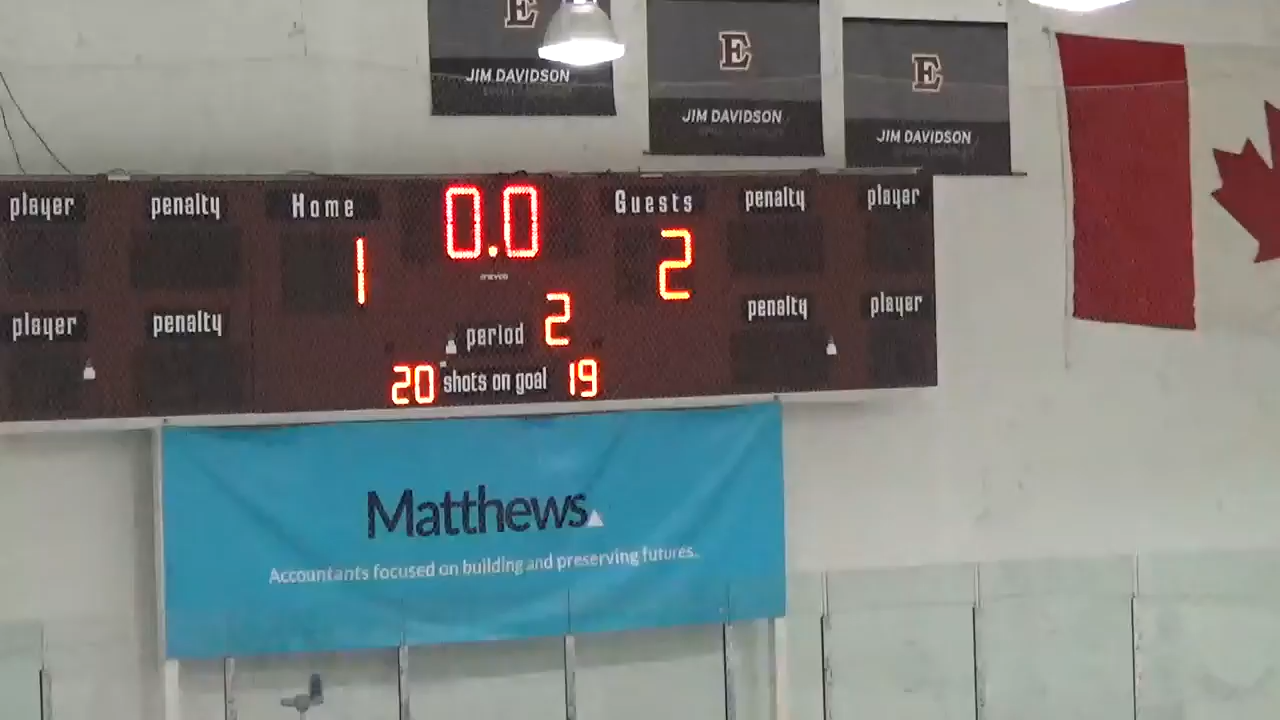 E
JIM DAVIDSON
E
JIM DAVIDSON
E
JIM DAVIDSON
player penalty Home 0.0 Guests penalty player
1 2
player penalty period 2 penalty player
20 shots on goal 19
Matthews
Accountants focused on building and preserving futures.